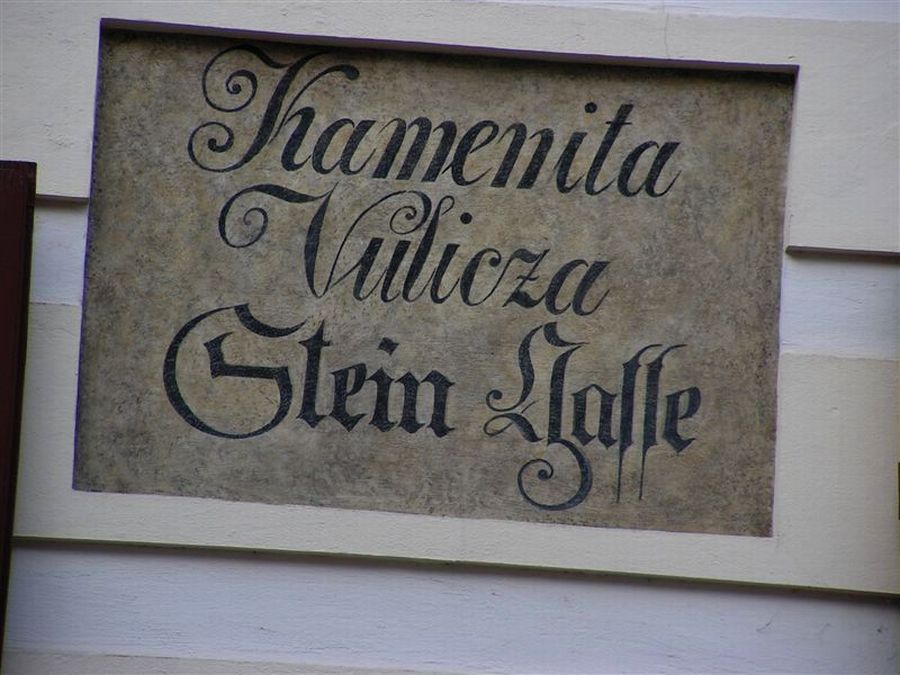 Kamenita
Vulicza
Stein Gasse